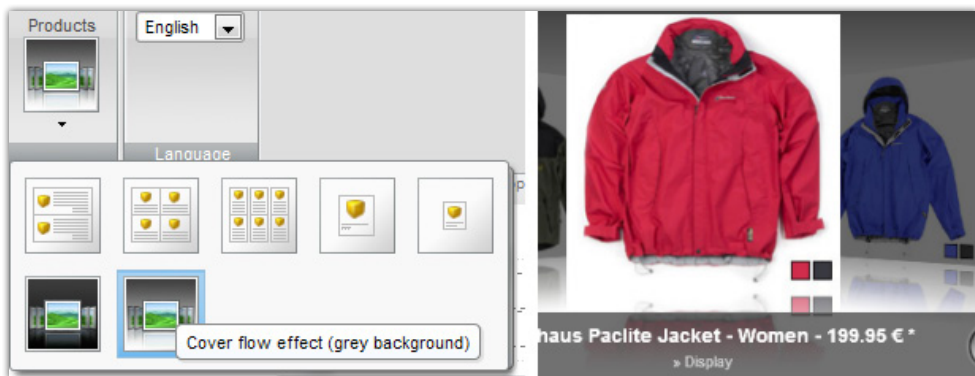 Products
English
Language
Cover flow effect (grey background)
haus Paclite Jacket - Women - 199.95 € *
» Display